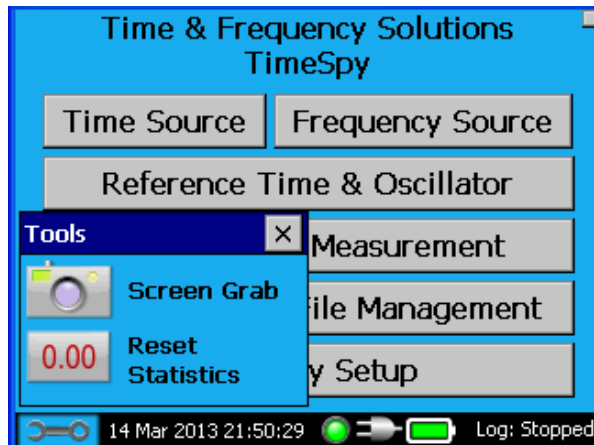 Time & Frequency Solutions
TimeSpy
Time Source
Frequency Source
Reference Time & Oscillator
Tools
Measurement
Screen Grab
File Management
0.00
Reset
Statistics
Setup
14 Mar 2013 21:50:29
Log: Stopped